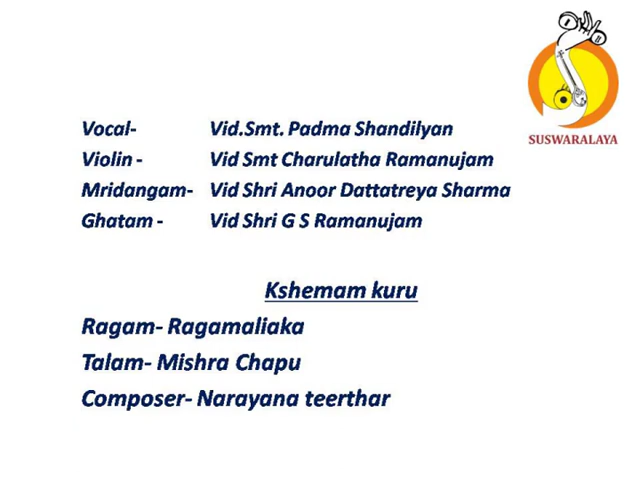 SUSWARALAYA
Vocal- Vid.Smt. Padma Shandilyan
Violin - Vid Smt Charulatha Ramanujam
Mridangam- Vid Shri Anoor Dattatreya Sharma
Ghatam - Vid Shri G S Ramanujam
Kshemam kuru
Ragam- Ragamaliaka
Talam- Mishra Chapu
Composer- Narayana teerthar